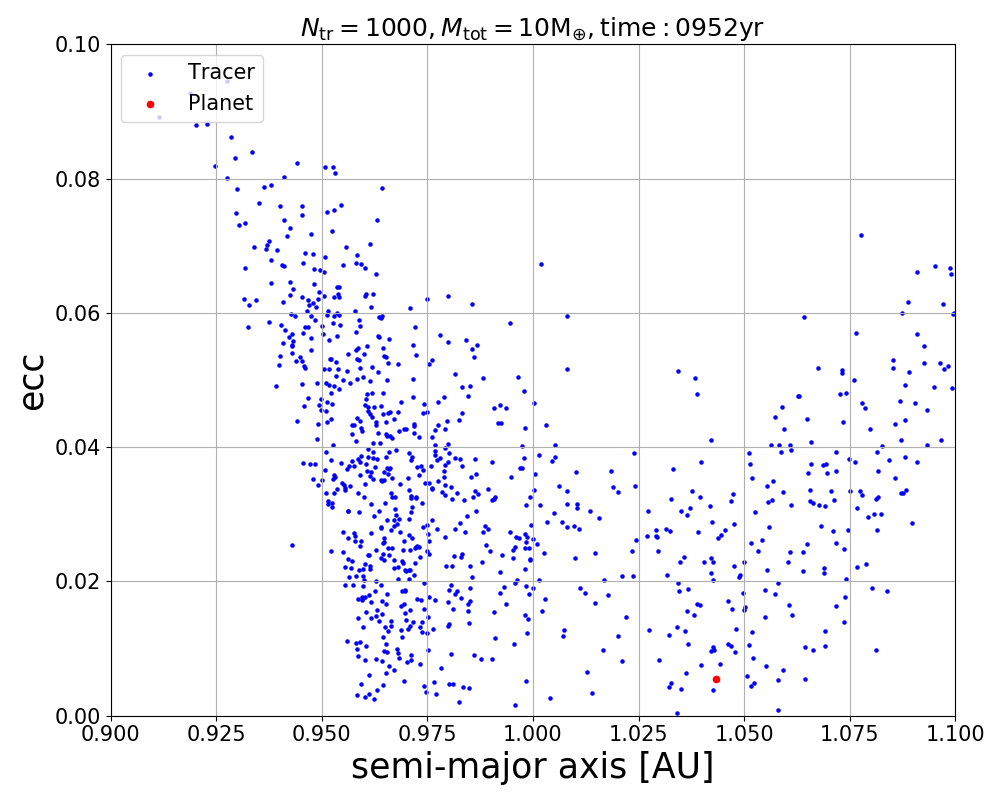 N_tr = 1000, M_tot = 10M_⊕, time : 0952yr
Tracer
Planet
ecc
0.10
0.08
0.06
0.04
0.02
0.00
0.900 0.925 0.950 0.975 1.000 1.025 1.050 1.075 1.100
semi-major axis [AU]